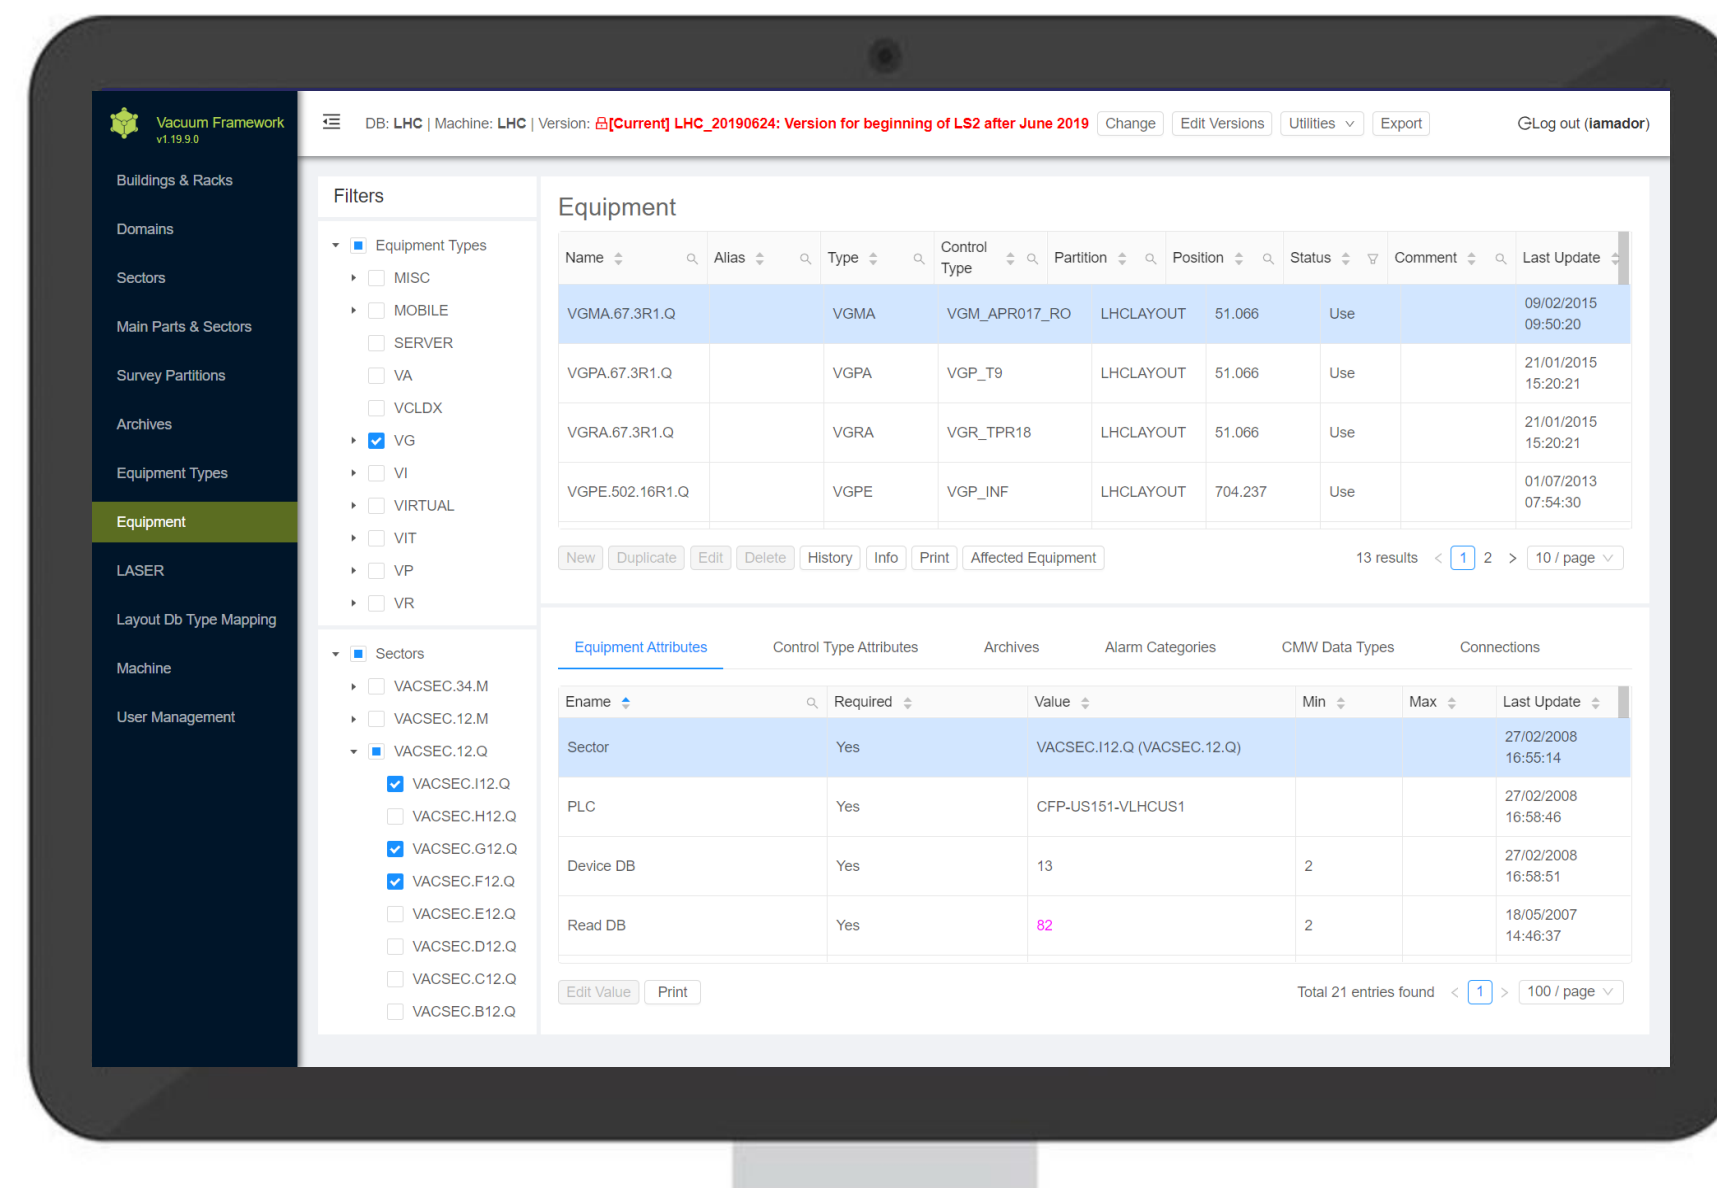 Vacuum Framework
v1.19.9.0
DB: LHC | Machine: LHC | Version: [Current] LHC_20190624: Version for beginning of LS2 after June 2019 Change Edit Versions Utilities Export Log out (iamador)
Buildings & Racks
Domains
Sectors
Main Parts & Sectors
Survey Partitions
Archives
Equipment Types
Equipment
LASER
Layout Db Type Mapping
Machine
User Management
Filters
Equipment Types
MISC
MOBILE
SERVER
VA
VCLDX
VG
VI
VIRTUAL
VIT
VP
VR
Sectors
VACSEC.34.M
VACSEC.12.M
VACSEC.12.Q
VACSEC.I12.Q
VACSEC.H12.Q
VACSEC.G12.Q
VACSEC.F12.Q
VACSEC.E12.Q
VACSEC.D12.Q
VACSEC.C12.Q
VACSEC.B12.Q
Equipment
Name Alias Type Control Type Partition Position Status Comment Last Update
VGMA.67.3R1.Q VGMA VGM_APR017_RO LHCLAYOUT 51.066 Use 09/02/2015 09:50:20
VGPA.67.3R1.Q VGPA VGP_T9 LHCLAYOUT 51.066 Use 21/01/2015 15:20:21
VGRA.67.3R1.Q VGRA VGR_TPR18 LHCLAYOUT 51.066 Use 21/01/2015 15:20:21
VGPE.502.16R1.Q VGPE VGP_INF LHCLAYOUT 704.237 Use 01/07/2013 07:54:30
New Duplicate Edit Delete History Info Print Affected Equipment 13 results < 1 2 > 10 / page
Equipment Attributes Control Type Attributes Archives Alarm Categories CMW Data Types Connections
Ename Required Value Min Max Last Update
Sector Yes VACSEC.I12.Q (VACSEC.12.Q) 27/02/2008 16:55:14
PLC Yes CFP-US151-VLHCUS1 27/02/2008 16:58:46
Device DB Yes 13 2 27/02/2008 16:58:51
Read DB Yes 82 2 18/05/2007 14:46:37
Edit Value Print Total 21 entries found < 1 > 100 / page